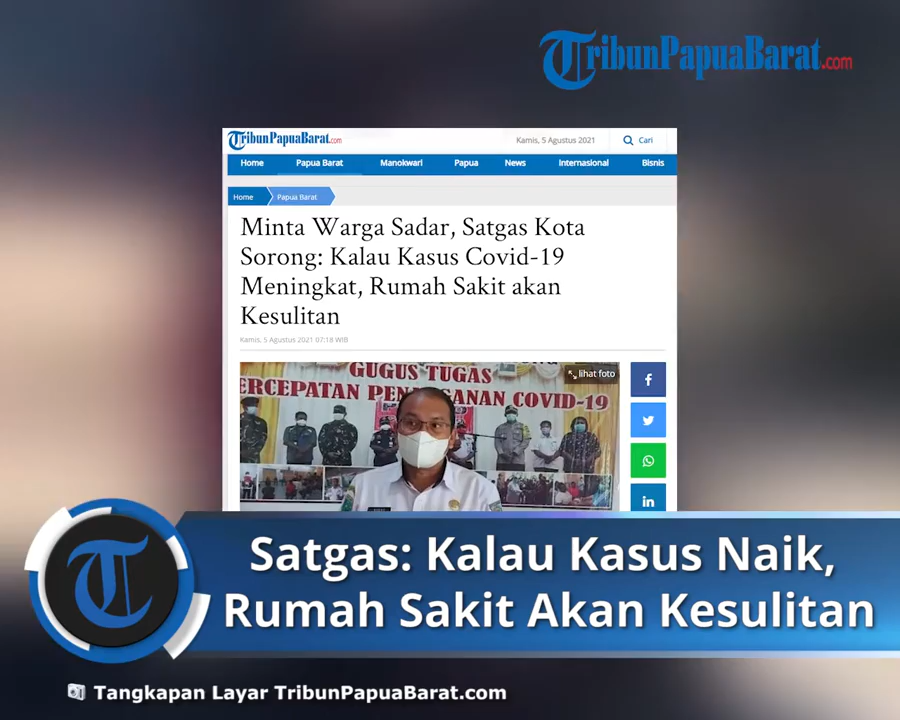 TribunPapuaBarat.com
TribunPapuaBarat.com
Kamis, 5 Agustus 2021
Cari
Home Papua Barat Manokwari Papua News Internasional Bisnis
Home Papua Barat
Minta Warga Sadar, Satgas Kota
Sorong: Kalau Kasus Covid-19
Meningkat, Rumah Sakit akan
Kesulitan
Kamis, 5 Agustus 2021 07:18 WIB
lihat foto
GUGUS TUGAS
COVID-19
Satgas: Kalau Kasus Naik,
Rumah Sakit Akan Kesulitan
Tangkapan Layar TribunPapuaBarat.com